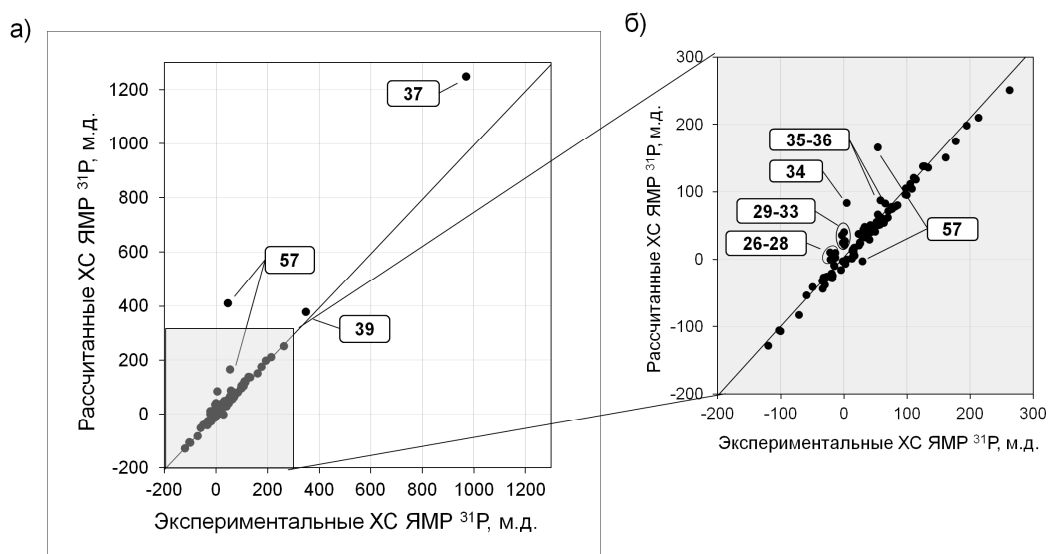 а)
Рассчитанные ХС ЯМР ³¹P, м.д.
1200
1000
800
600
400
200
0
-200
-200 0 200 400 600 800 1000 1200
Экспериментальные ХС ЯМР ³¹P, м.д.
37
57
39
б)
Рассчитанные ХС ЯМР ³¹P, м.д.
300
200
100
0
-100
-200
-200 -100 0 100 200 300
Экспериментальные ХС ЯМР ³¹P, м.д.
35-36
34
29-33
26-28
57